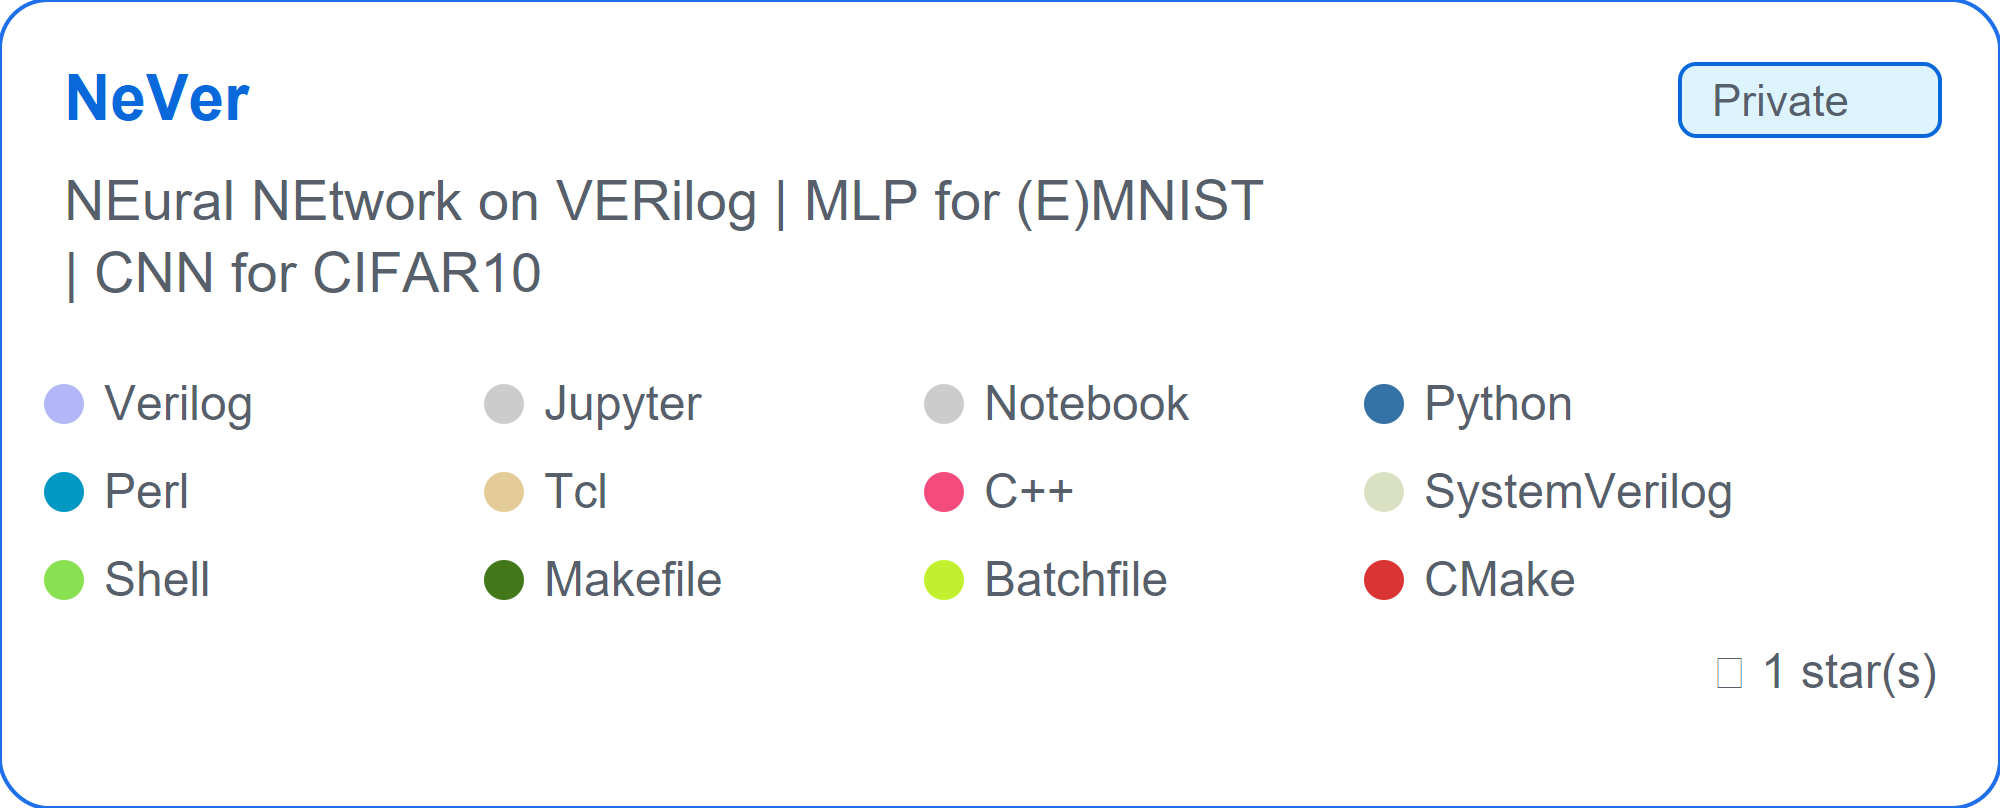 NeVer
Private
NEural NEtwork on VERilog | MLP for (E)MNIST
| CNN for CIFAR10
Verilog
Jupyter
Notebook
Python
Perl
Tcl
C++
SystemVerilog
Shell
Makefile
Batchfile
CMake
1 star(s)